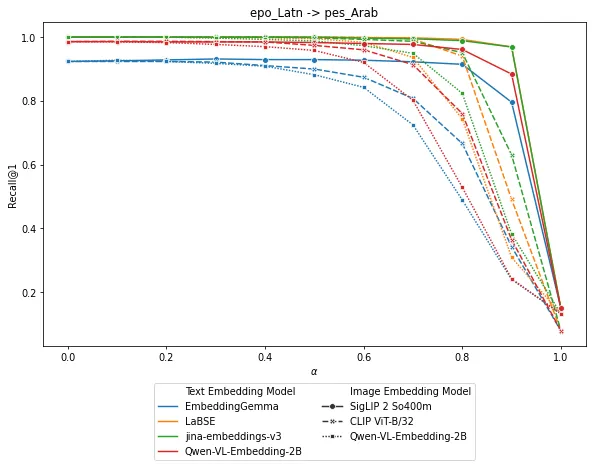 epo_Latn -> pes_Arab
Recall@1
1.0
0.8
0.6
0.4
0.2
0.0 0.2 0.4 0.6 0.8 1.0
α
Text Embedding Model
EmbeddingGemma
LaBSE
jina-embeddings-v3
Qwen-VL-Embedding-2B
Image Embedding Model
SigLIP 2 So400m
CLIP ViT-B/32
Qwen-VL-Embedding-2B